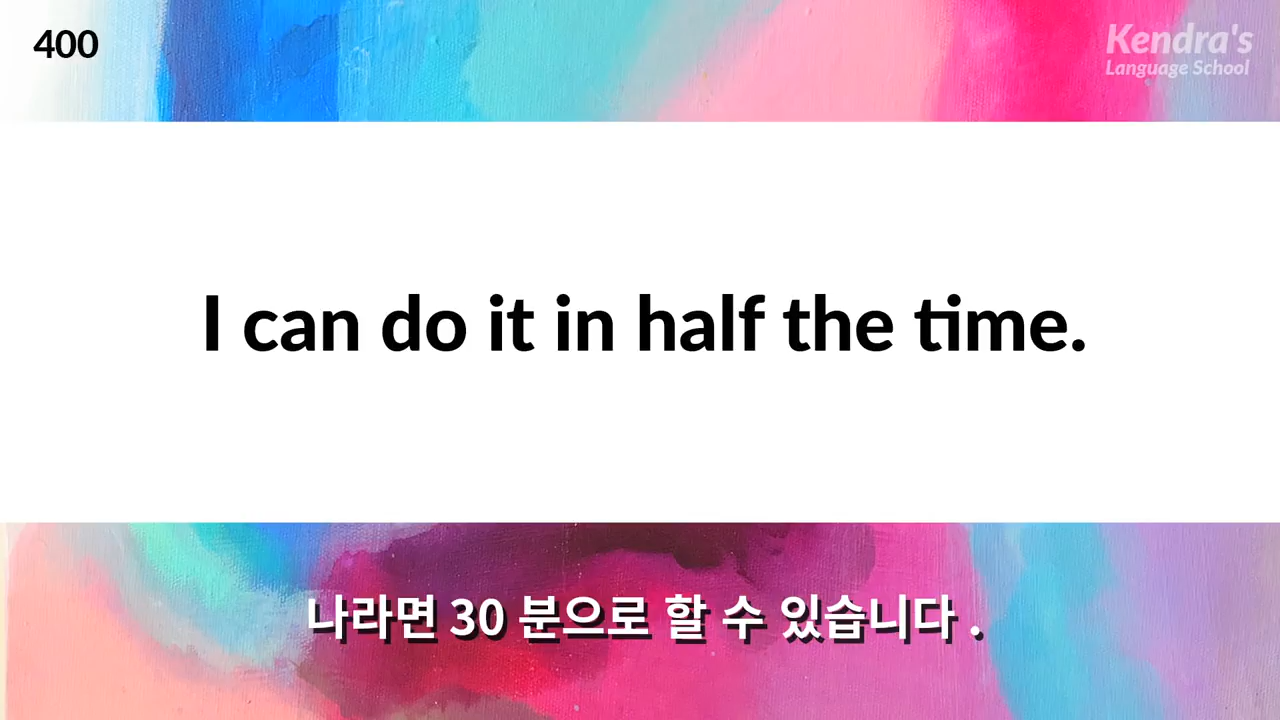 400
Kendra's
Language School
I can do it in half the time.
나라면 30 분으로 할 수 있습니다 .